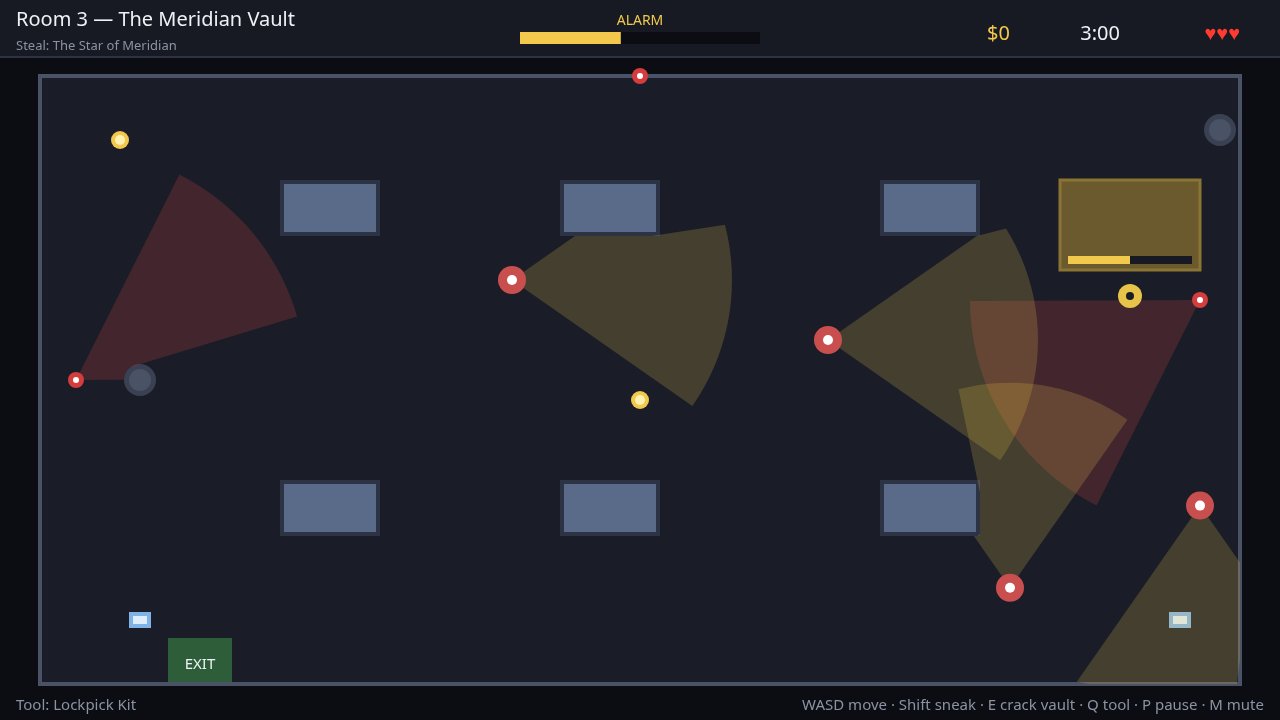 Room 3 — The Meridian Vault
Steal: The Star of Meridian
ALARM
$0
3:00
♥♥♥
EXIT
Tool: Lockpick Kit
WASD move · Shift sneak · E crack vault · Q tool · P pause · M mute